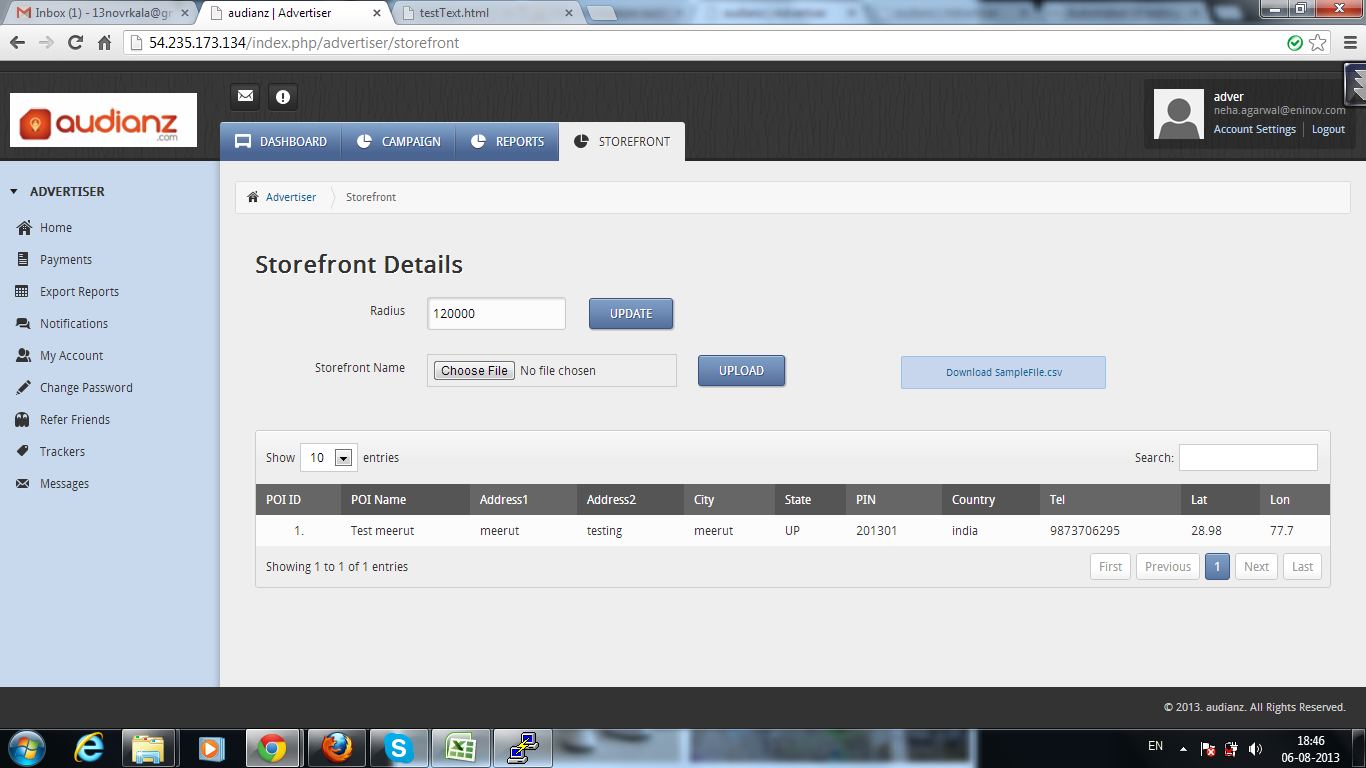 Inbox (1) - 13novrkala@gr
audianz | Advertiser
testText.html
54.235.173.134/index.php/advertiser/storefront
audianz
.com
adver
neha.agarwal@eninov.com
Account Settings
Logout
DASHBOARD
CAMPAIGN
REPORTS
STOREFRONT
ADVERTISER
Home
Payments
Export Reports
Notifications
My Account
Change Password
Refer Friends
Trackers
Messages
Advertiser
Storefront
Storefront Details
Radius
120000
UPDATE
Storefront Name
Choose File No file chosen
UPLOAD
Download SampleFile.csv
Show 10 entries
Search:
POI ID POI Name Address1 Address2 City State PIN Country Tel Lat Lon
1. Test meerut meerut testing meerut UP 201301 india 9873706295 28.98 77.7
Showing 1 to 1 of 1 entries
First Previous 1 Next Last
© 2013. audianz. All Rights Reserved.
EN
18:46
06-08-2013